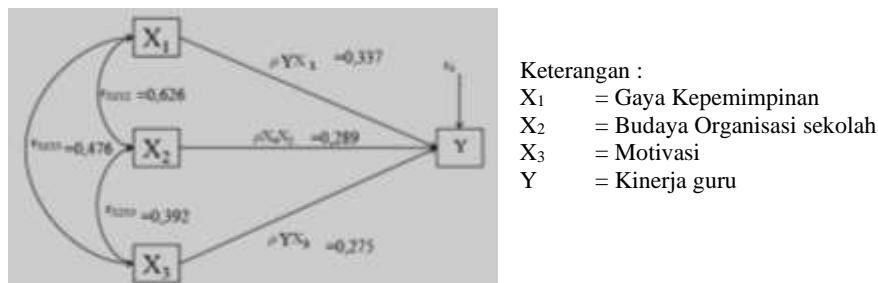 X₁
ρYX₁ =0,337
=0,626
ρX₂ =0,289
=0,476
X₂
Y
=0,392
ρYX₃ =0,275
X₃
Keterangan :
X₁ = Gaya Kepemimpinan
X₂ = Budaya Organisasi sekolah
X₃ = Motivasi
Y = Kinerja guru